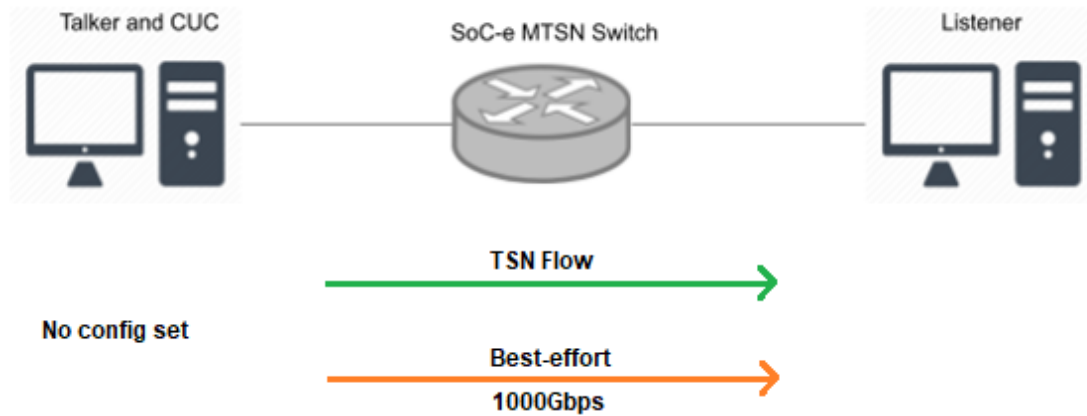 Talker and CUC
SoC-e MTSN Switch
Listener
TSN Flow
No config set
Best-effort
1000Gbps